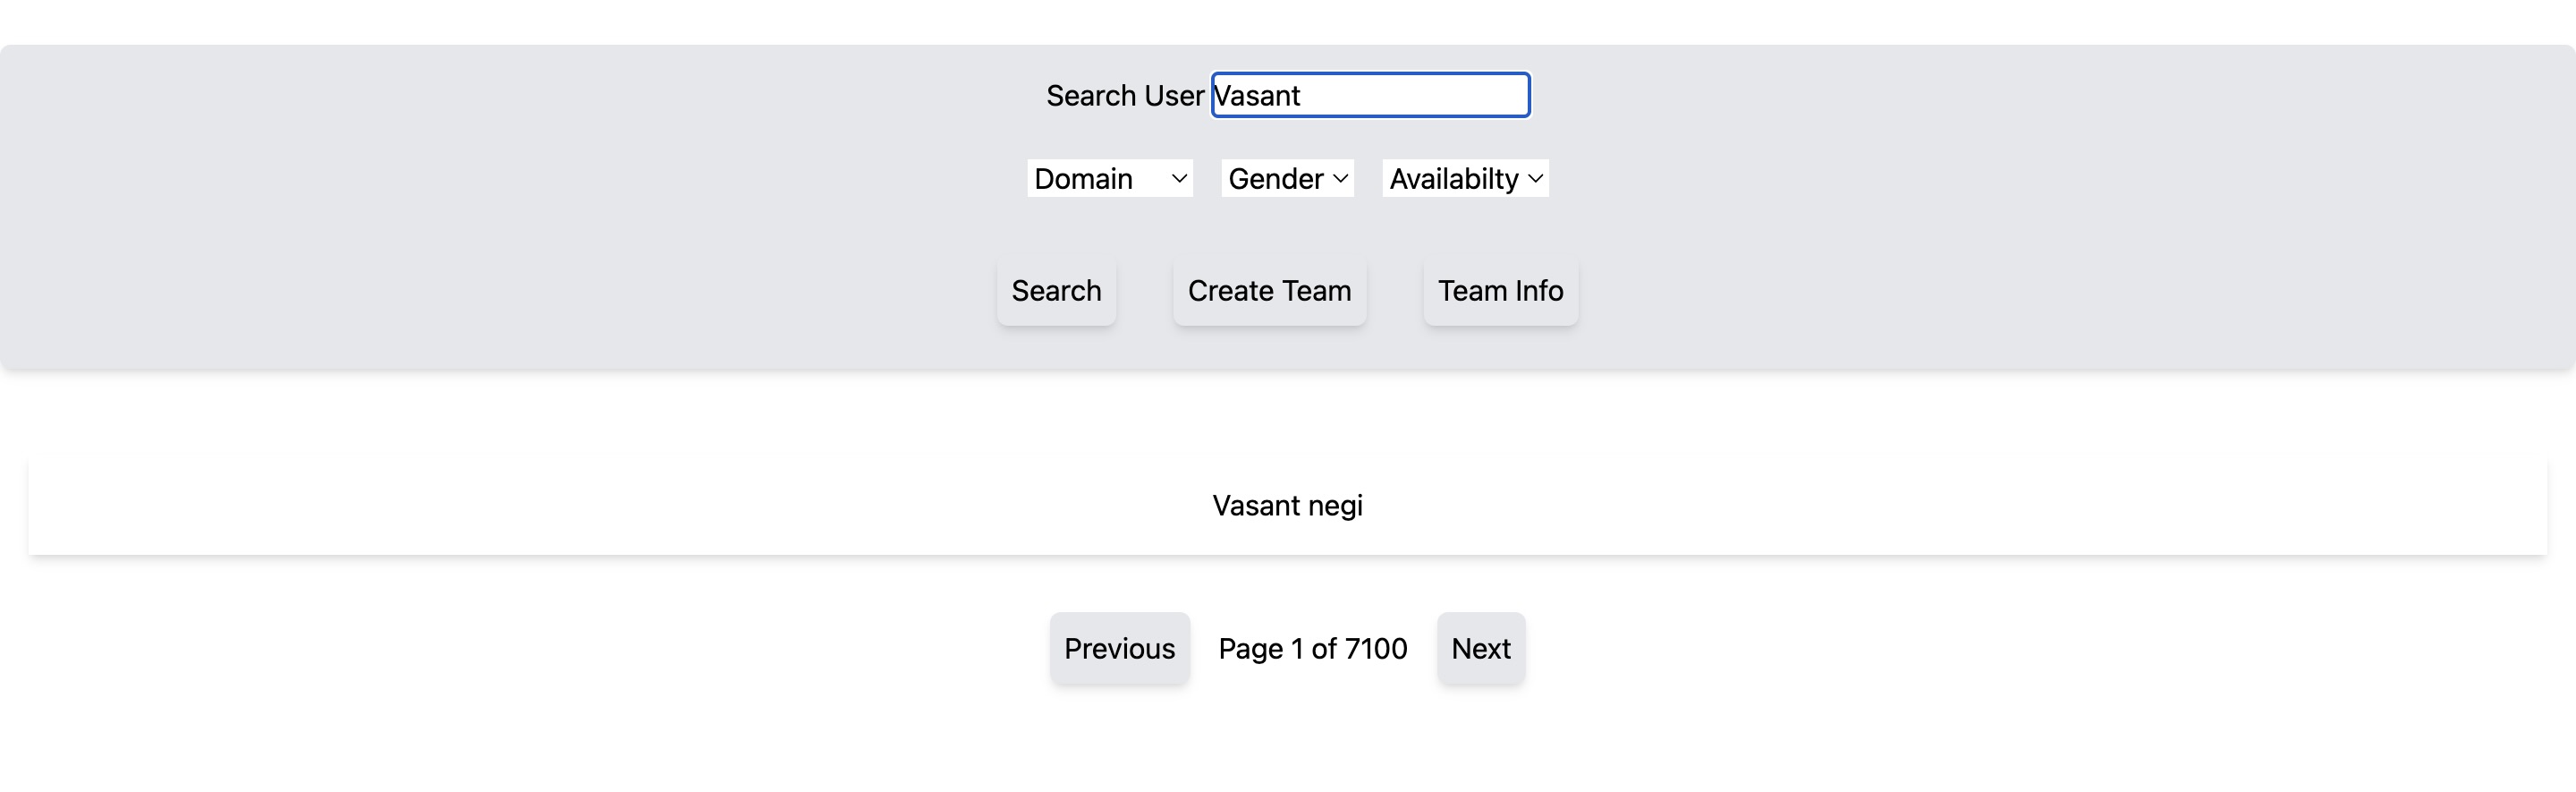 Search User Vasant
Domain Gender Availabilty
Search Create Team Team Info
Vasant negi
Previous Page 1 of 7100 Next